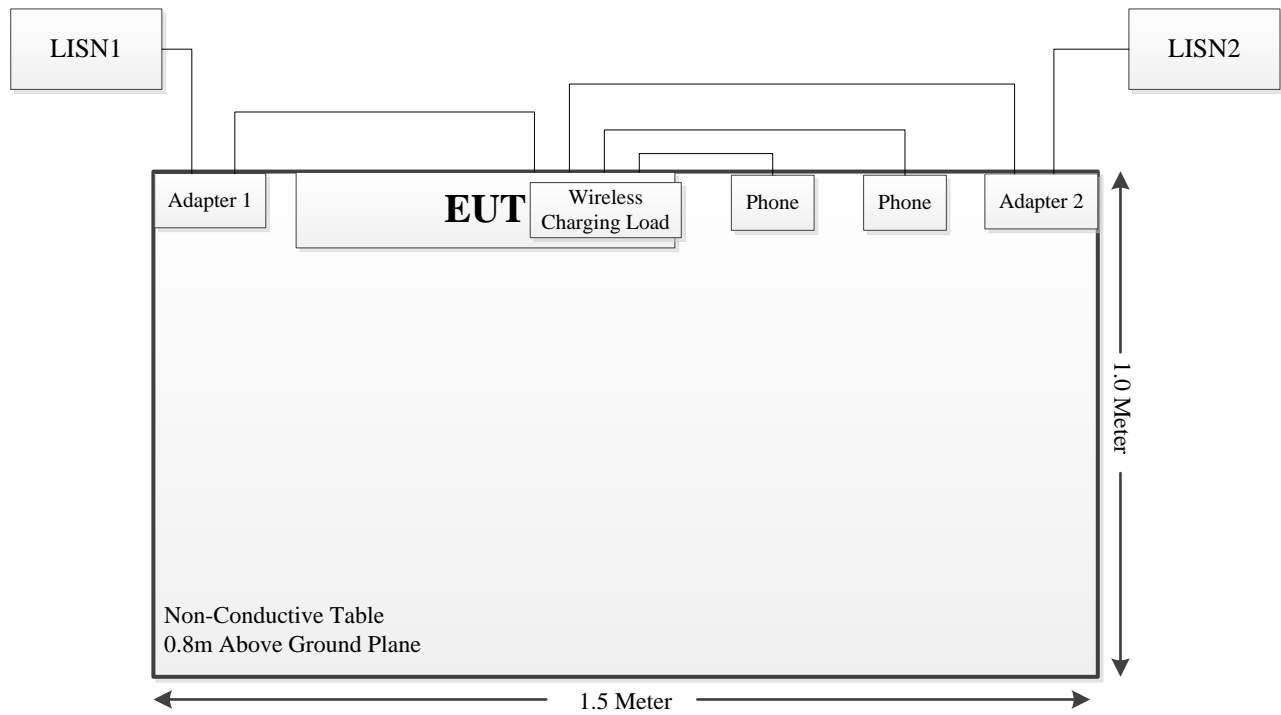 LISN1
LISN2
Adapter 1
EUT
Wireless
Charging Load
Phone
Phone
Adapter 2
1.0 Meter
Non-Conductive Table
0.8m Above Ground Plane
1.5 Meter